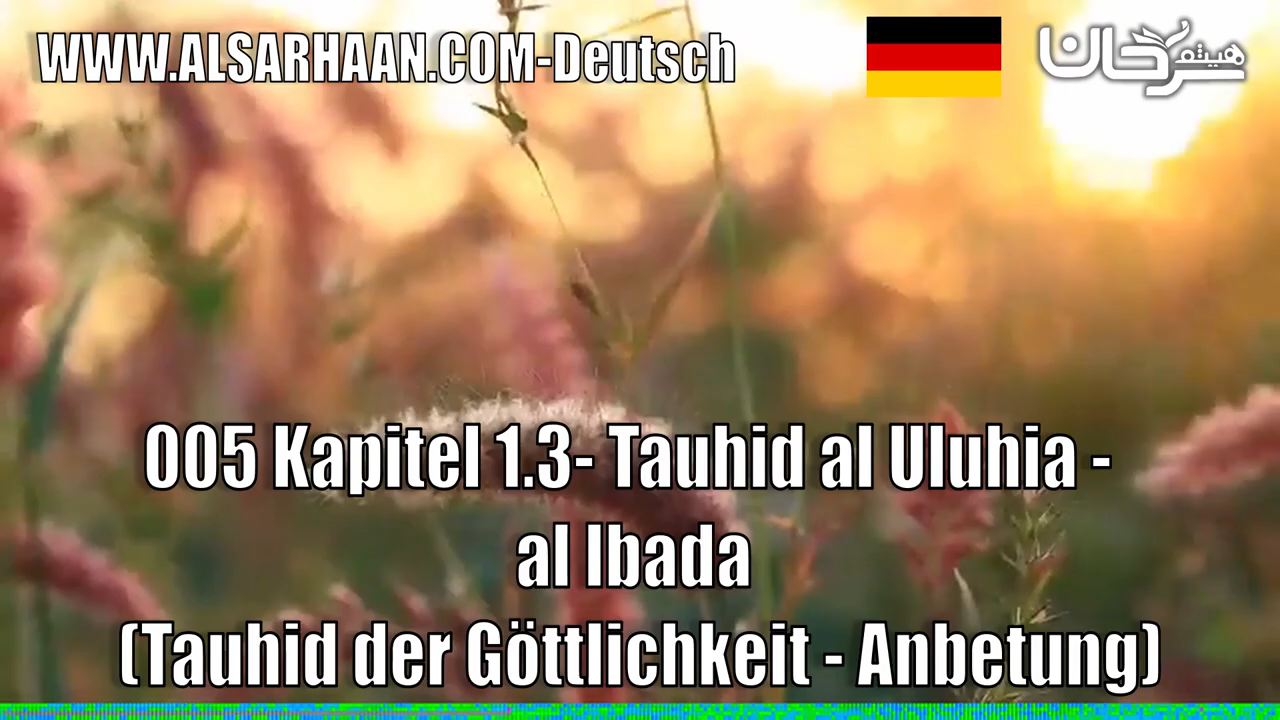 WWW.ALSARHAAN.COM-Deutsch
هيثم سرحان
005 Kapitel 1.3- Tauhid al Uluhia -
al Ibada
(Tauhid der Göttlichkeit - Anbetung)